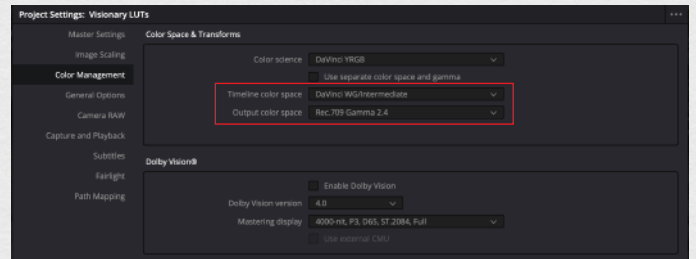 Project Settings: Visionary LUTs
Master Settings
Image Scaling
Color Management
General Options
Camera RAW
Capture and Playback
Subtitles
Fairlight
Path Mapping
Color Space & Transforms
Color science DaVinci YRGB
Use separate color space and gamma
Timeline color space DaVinci WG/Intermediate
Output color space Rec.709 Gamma 2.4
Dolby Vision®
Enable Dolby Vision
Dolby Vision version 4.0
Mastering display 4000-nit, P3, D65, ST.2084, Full
Use external CMU